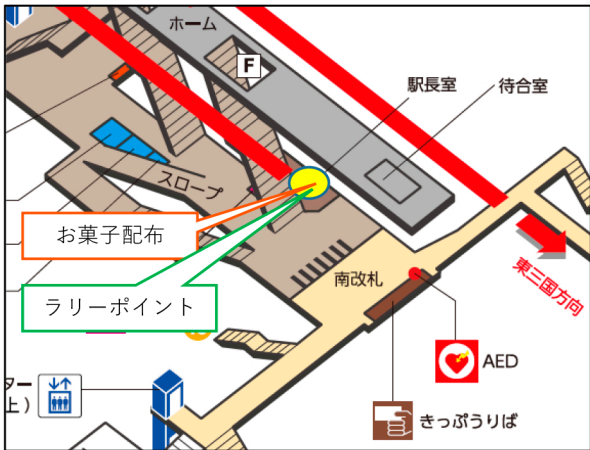 ホーム
F
駅長室
待合室
スロープ
お菓子配布
ラリーポイント
南改札
東三国方向
AED
ター
上)
きっぷうりば